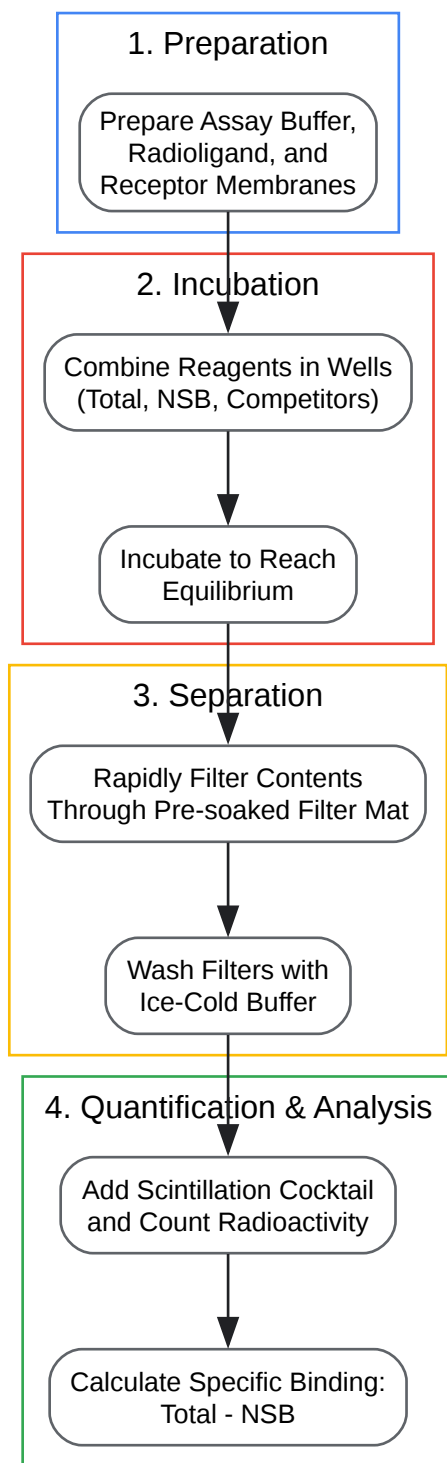 1. Preparation
Prepare Assay Buffer,
Radioligand, and
Receptor Membranes
2. Incubation
Combine Reagents in Wells
(Total, NSB, Competitors)
Incubate to Reach
Equilibrium
3. Separation
Rapidly Filter Contents
Through Pre-soaked Filter Mat
Wash Filters with
Ice-Cold Buffer
4. Quantification & Analysis
Add Scintillation Cocktail
and Count Radioactivity
Calculate Specific Binding:
Total - NSB